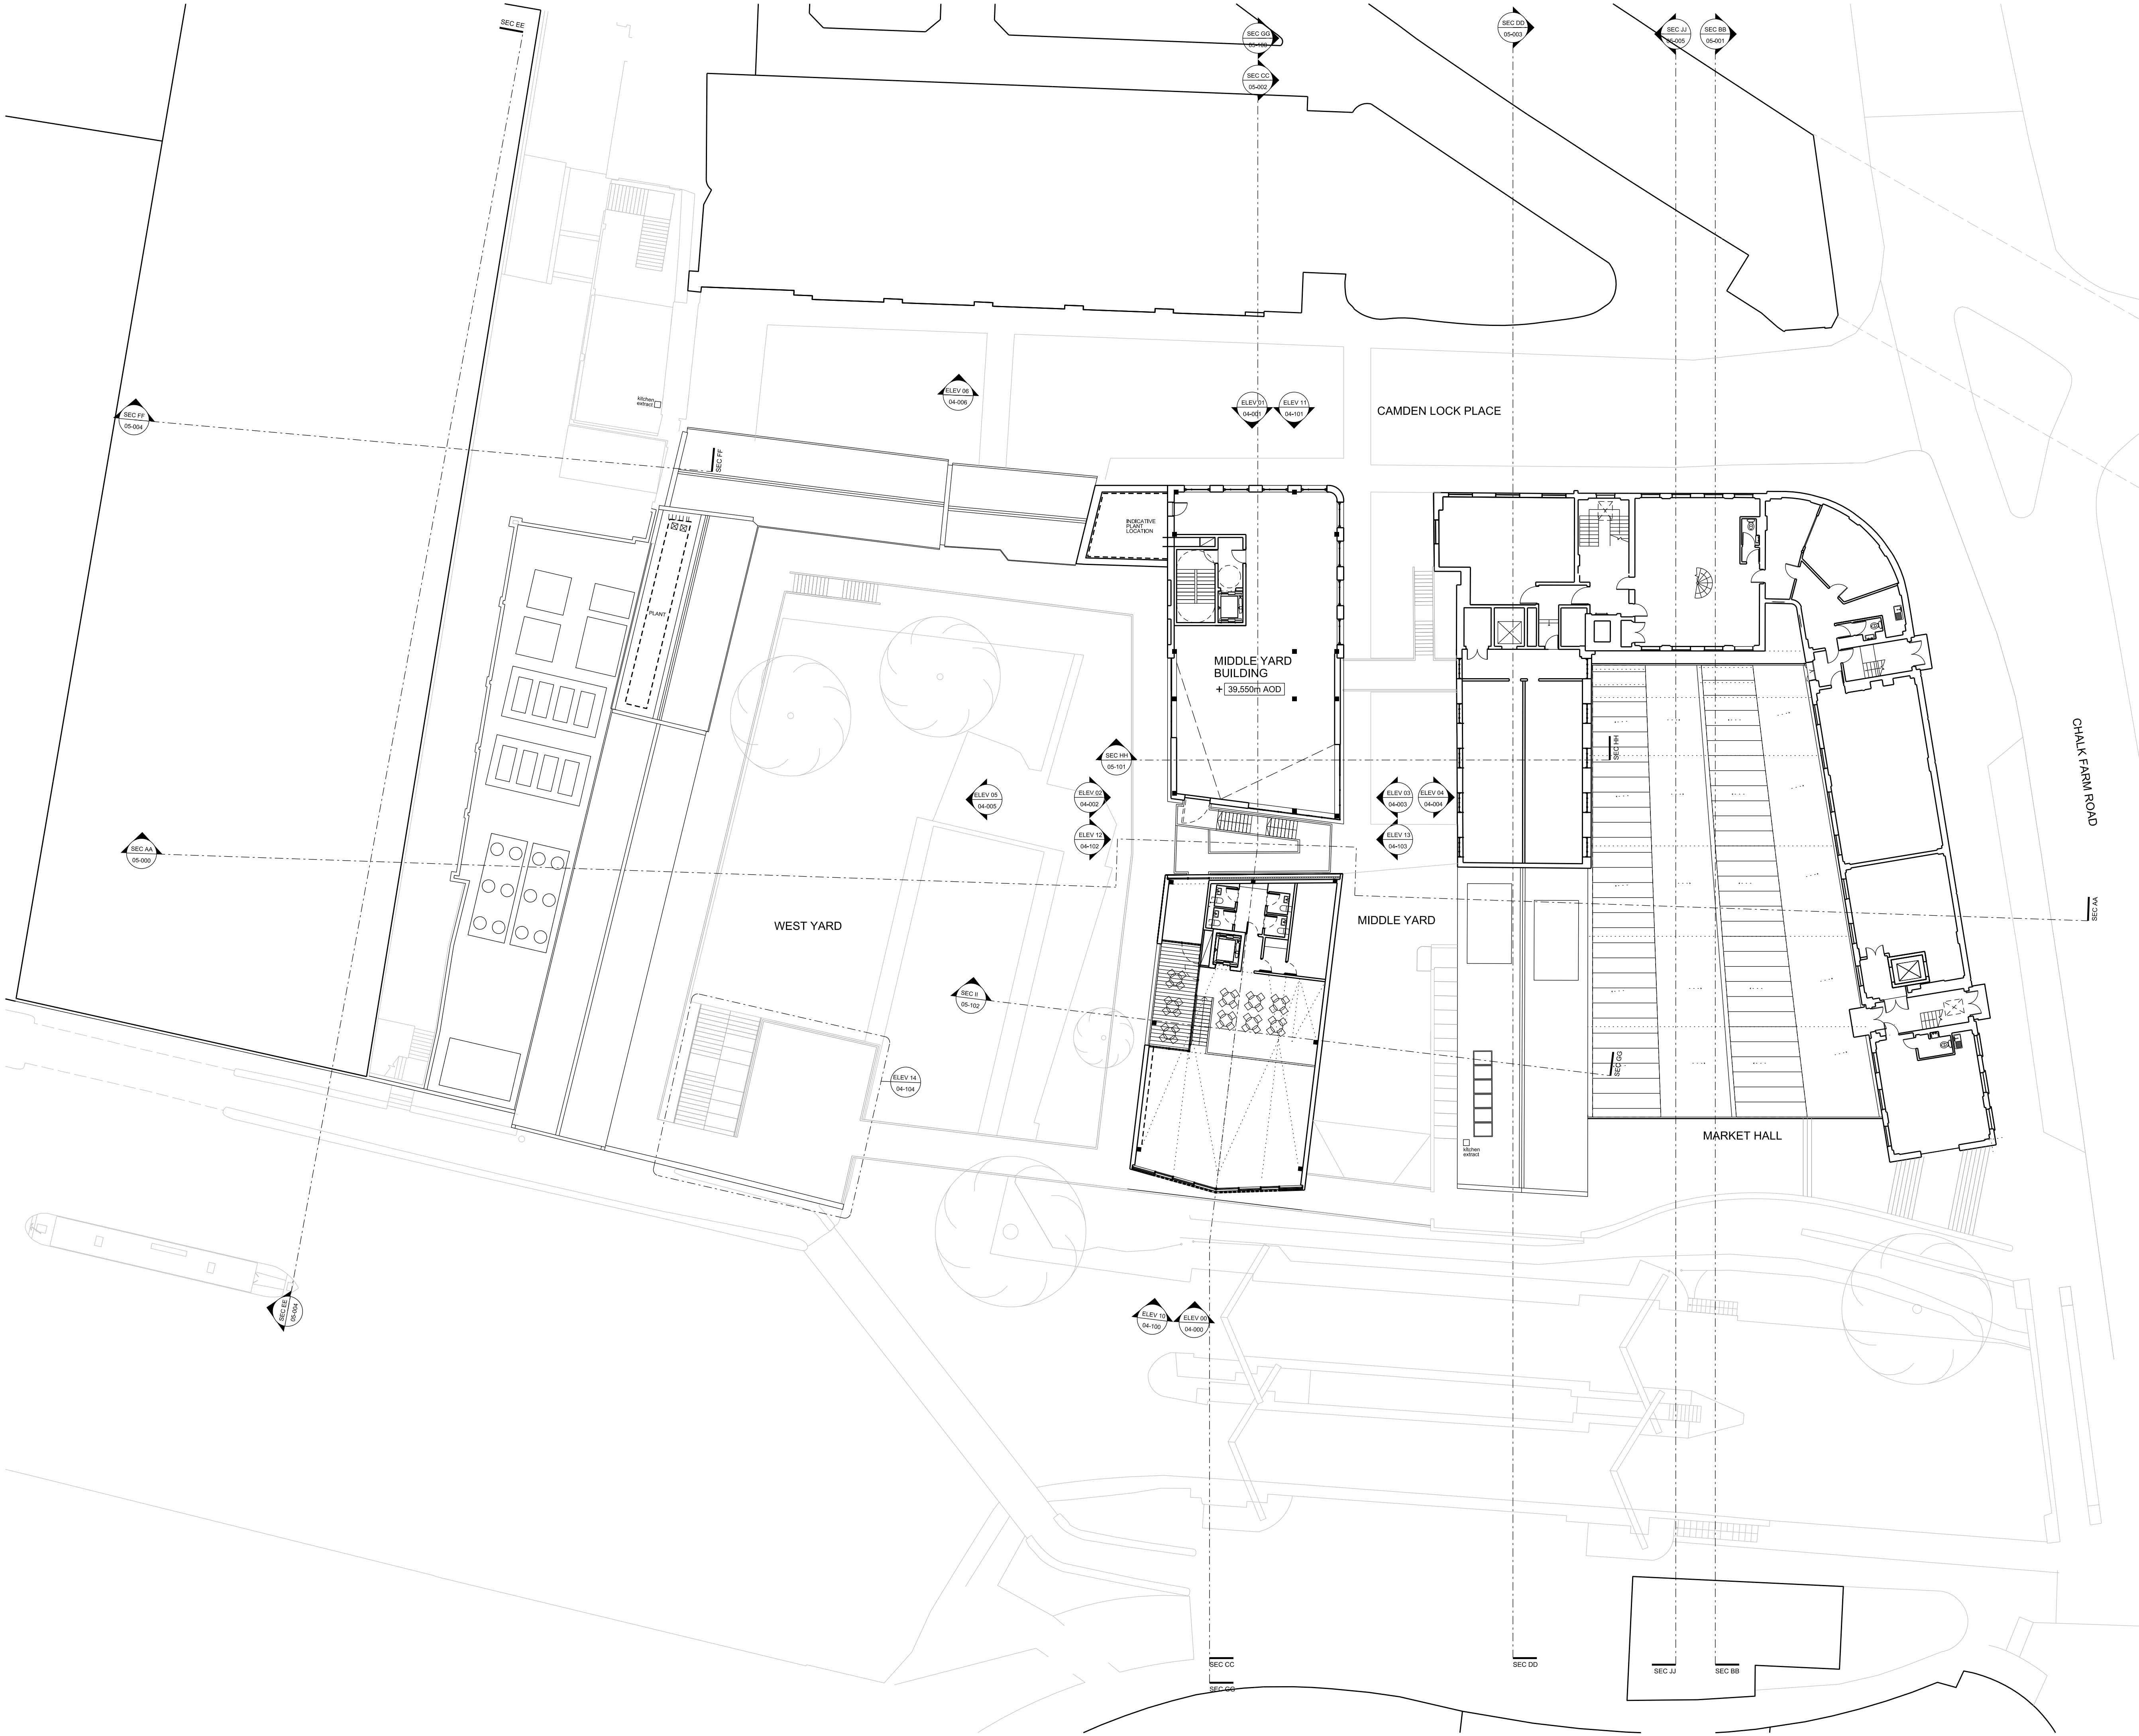 SEC EE
SEC GG
05-100
SEC CC
05-002
SEC DD
05-003
SEC JJ
05-005
SEC BB
05-001
kitchen
extract
ELEV 06
04-006
ELEV 01
04-001
ELEV 11
04-101
CAMDEN LOCK PLACE
SEC FF
05-004
SEC FF
INDICATIVE
PLANT
LOCATION
PLANT
MIDDLE YARD
BUILDING
39,550m AOD
CHALK FARM ROAD
SEC HH
05-101
SEC HH
ELEV 05
04-005
ELEV 02
04-002
ELEV 03
04-003
ELEV 04
04-004
ELEV 12
04-102
ELEV 13
04-103
SEC AA
05-000
SEC AA
WEST YARD
MIDDLE YARD
SEC II
05-102
SEC GG
ELEV 14
04-104
MARKET HALL
kitchen
extract
SEC EE
05-004
ELEV 10
04-100
ELEV 00
04-000
SEC CC
SEC GG
SEC DD
SEC JJ
SEC BB